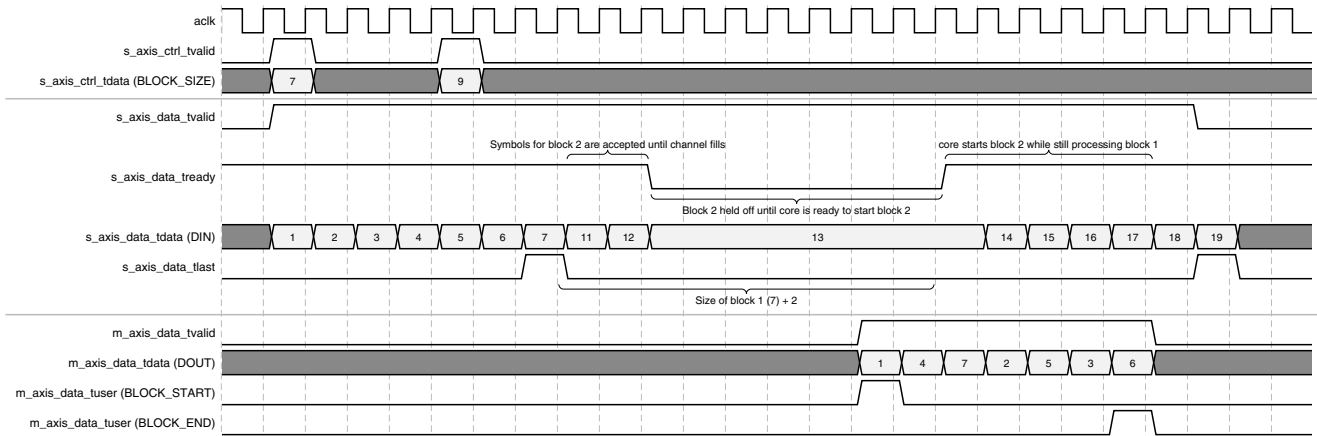 aclk
s_axis_ctrl_tvalid
s_axis_ctrl_tdata (BLOCK_SIZE) 7 9
s_axis_data_tvalid
Symbols for block 2 are accepted until channel fills core starts block 2 while still processing block 1
s_axis_data_tready
Block 2 held off until core is ready to start block 2
s_axis_data_tdata (DIN) 1 2 3 4 5 6 7 11 12 13 14 15 16 17 18 19
s_axis_data_tlast
Size of block 1 (7) + 2
m_axis_data_tvalid
m_axis_data_tdata (DOUT) 1 4 7 2 5 3 6
m_axis_data_tuser (BLOCK_START)
m_axis_data_tuser (BLOCK_END)